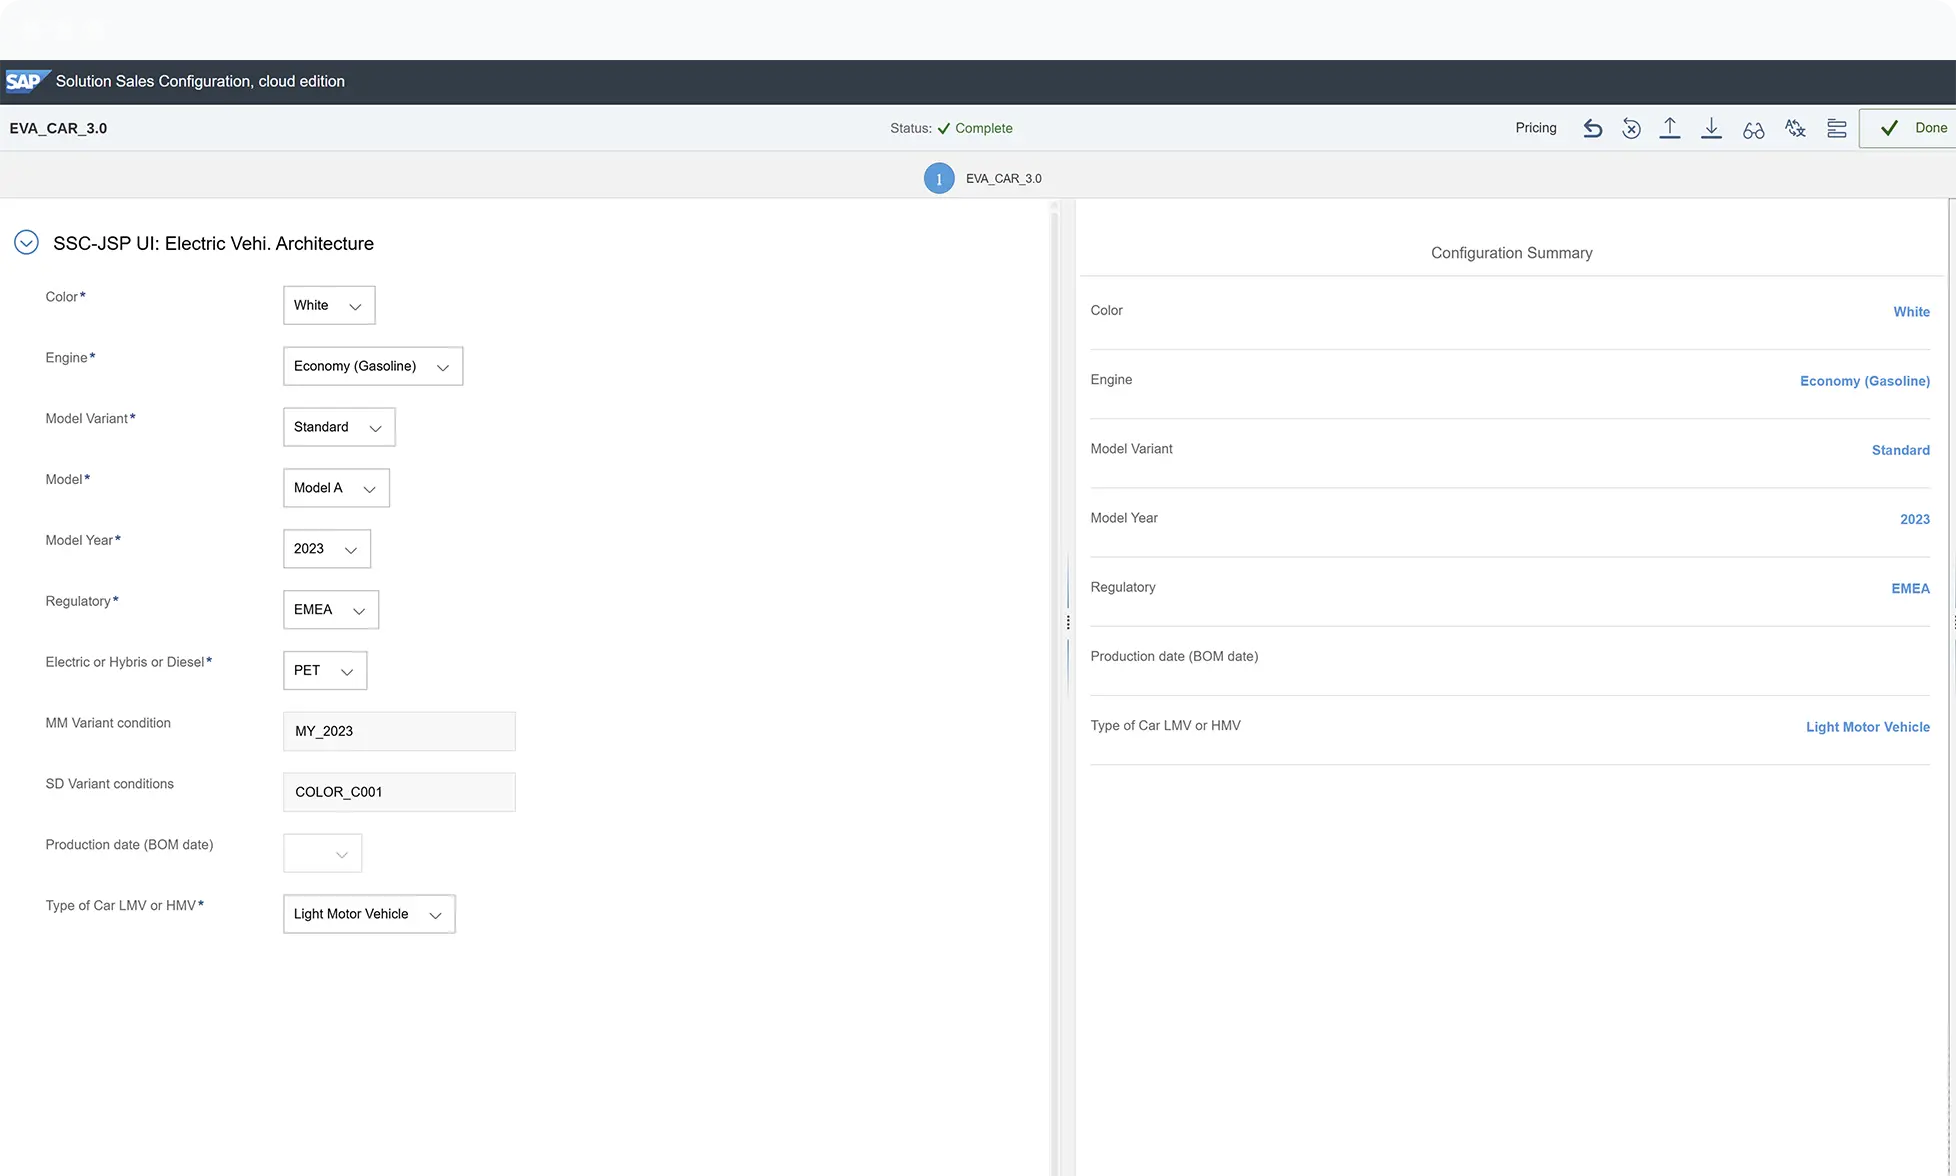 SAP Solution Sales Configuration, cloud edition
EVA_CAR_3.0
Status: Complete
Pricing
Done
1 EVA_CAR_3.0
SSC-JSP UI: Electric Vehi. Architecture
Color* White
Engine* Economy (Gasoline)
Model Variant* Standard
Model* Model A
Model Year* 2023
Regulatory* EMEA
Electric or Hybris or Diesel* PET
MM Variant condition MY_2023
SD Variant conditions COLOR_C001
Production date (BOM date)
Type of Car LMV or HMV* Light Motor Vehicle
Configuration Summary
Color White
Engine Economy (Gasoline)
Model Variant Standard
Model Year 2023
Regulatory EMEA
Production date (BOM date)
Type of Car LMV or HMV Light Motor Vehicle